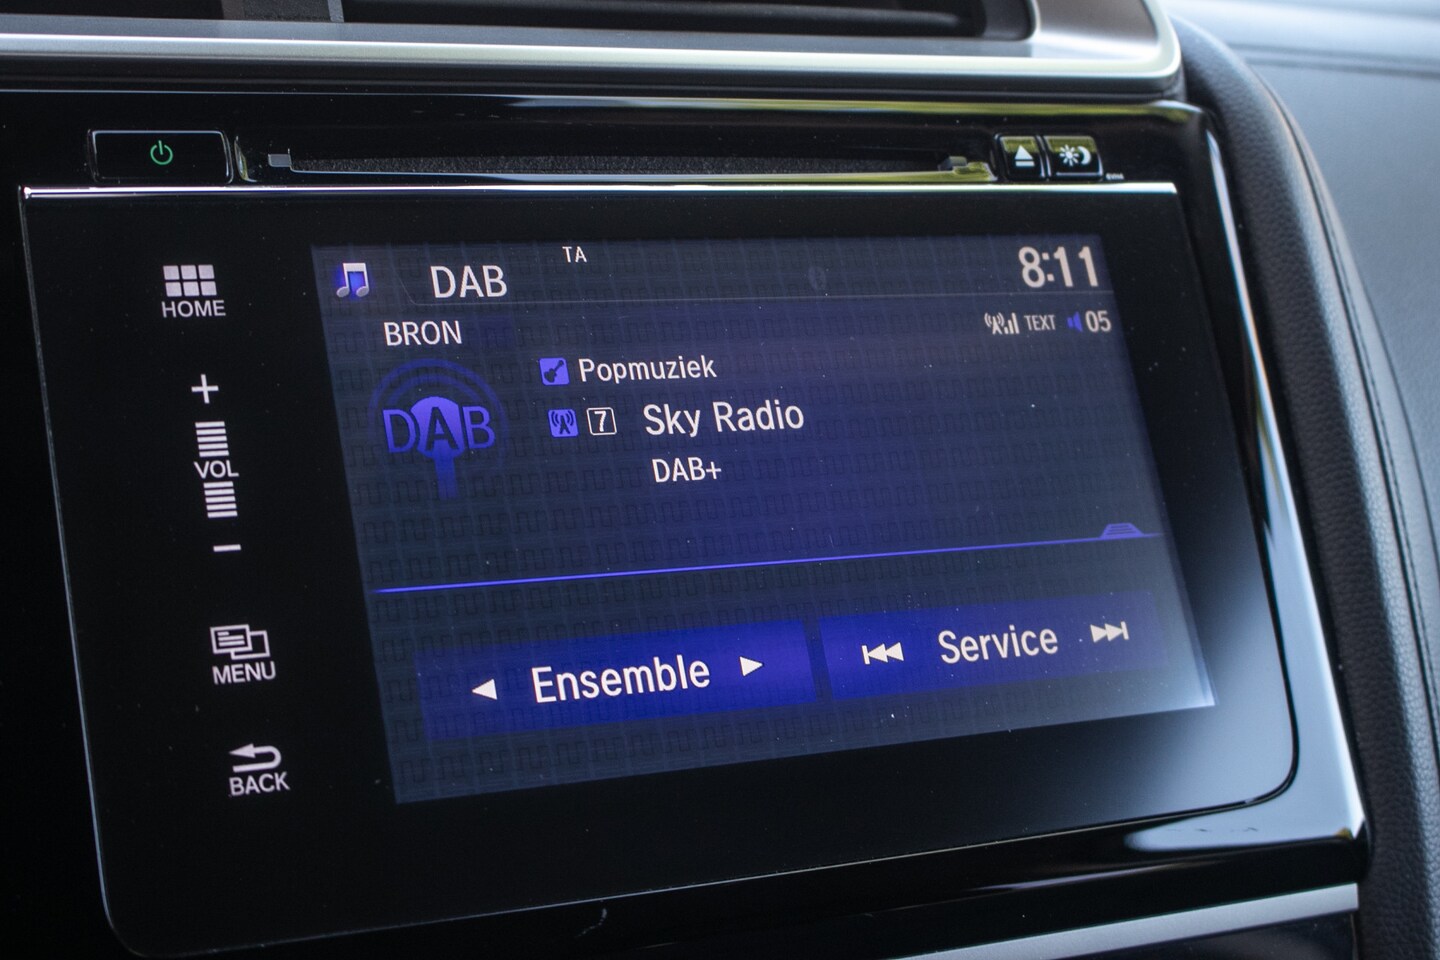 TA
DAB
8:11
BRON
TEXT 05
Popmuziek
7 Sky Radio
DAB
DAB+
Ensemble
Service
HOME
+
VOL
-
MENU
BACK